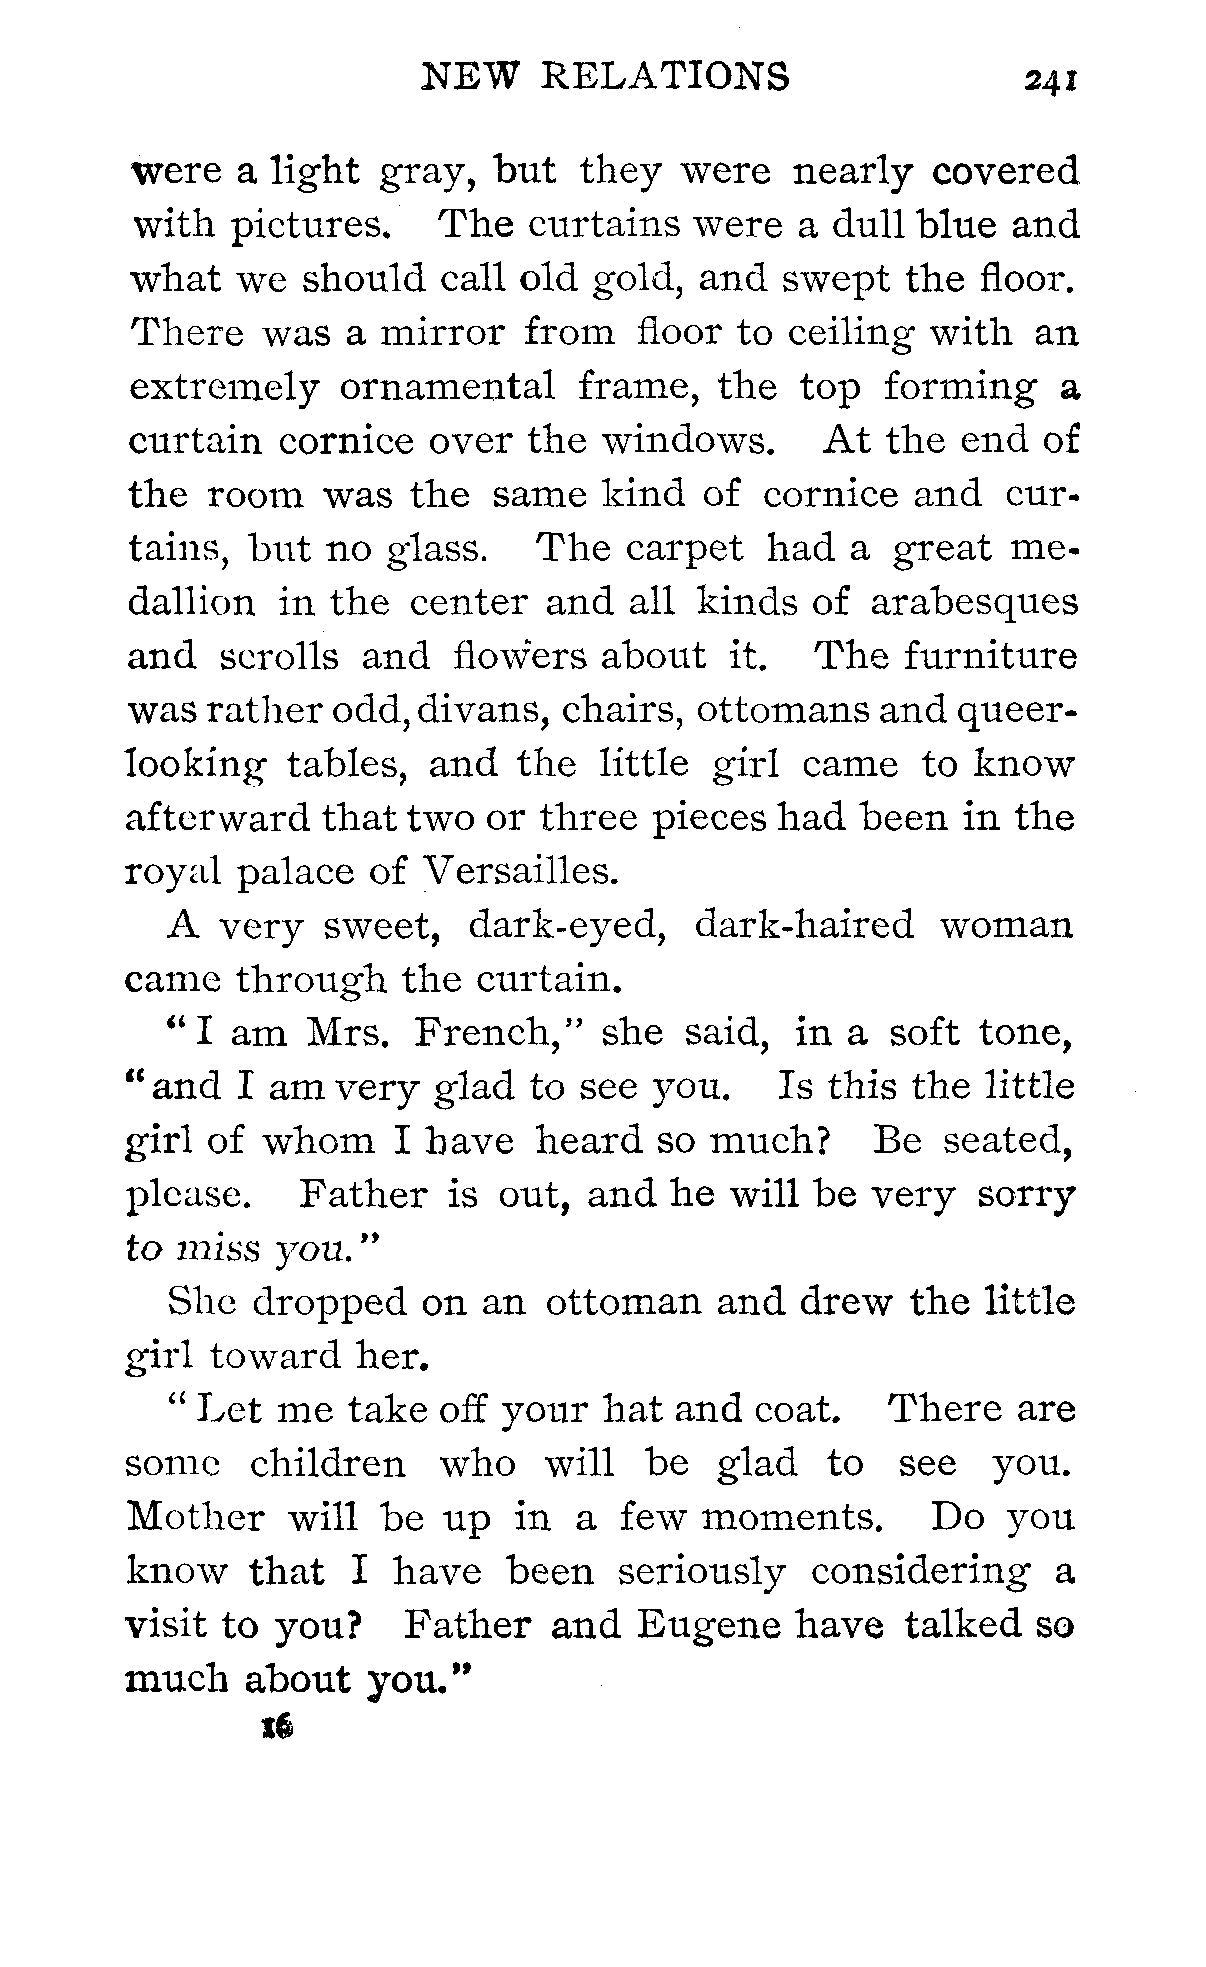 NEW RELATIONS 241
were a light gray, but they were nearly covered
with pictures. The curtains were a dull blue and
what we should call old gold, and swept the floor.
There was a mirror from floor to ceiling with an
extremely ornamental frame, the top forming a
curtain cornice over the windows. At the end of
the room was the same kind of cornice and cur-
tains, but no glass. The carpet had a great me-
dallion in the center and all kinds of arabesques
and scrolls and flowers about it. The furniture
was rather odd, divans, chairs, ottomans and queer-
looking tables, and the little girl came to know
afterward that two or three pieces had been in the
royal palace of Versailles.
A very sweet, dark-eyed, dark-haired woman
came through the curtain.
"I am Mrs. French," she said, in a soft tone,
"and I am very glad to see you. Is this the little
girl of whom I have heard so much? Be seated,
please. Father is out, and he will be very sorry
to miss you."
She dropped on an ottoman and drew the little
girl toward her.
"Let me take off your hat and coat. There are
some children who will be glad to see you.
Mother will be up in a few moments. Do you
know that I have been seriously considering a
visit to you? Father and Eugene have talked so
much about you."
16